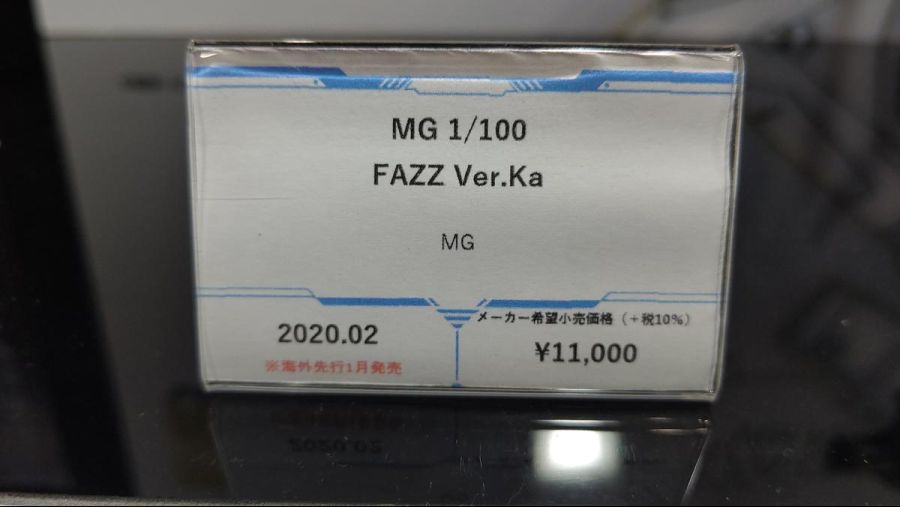 MG 1/100
FAZZ Ver.Ka
MG
2020.02
※海外先行1月発売
メーカー希望小売価格（＋税10%）
¥11,000